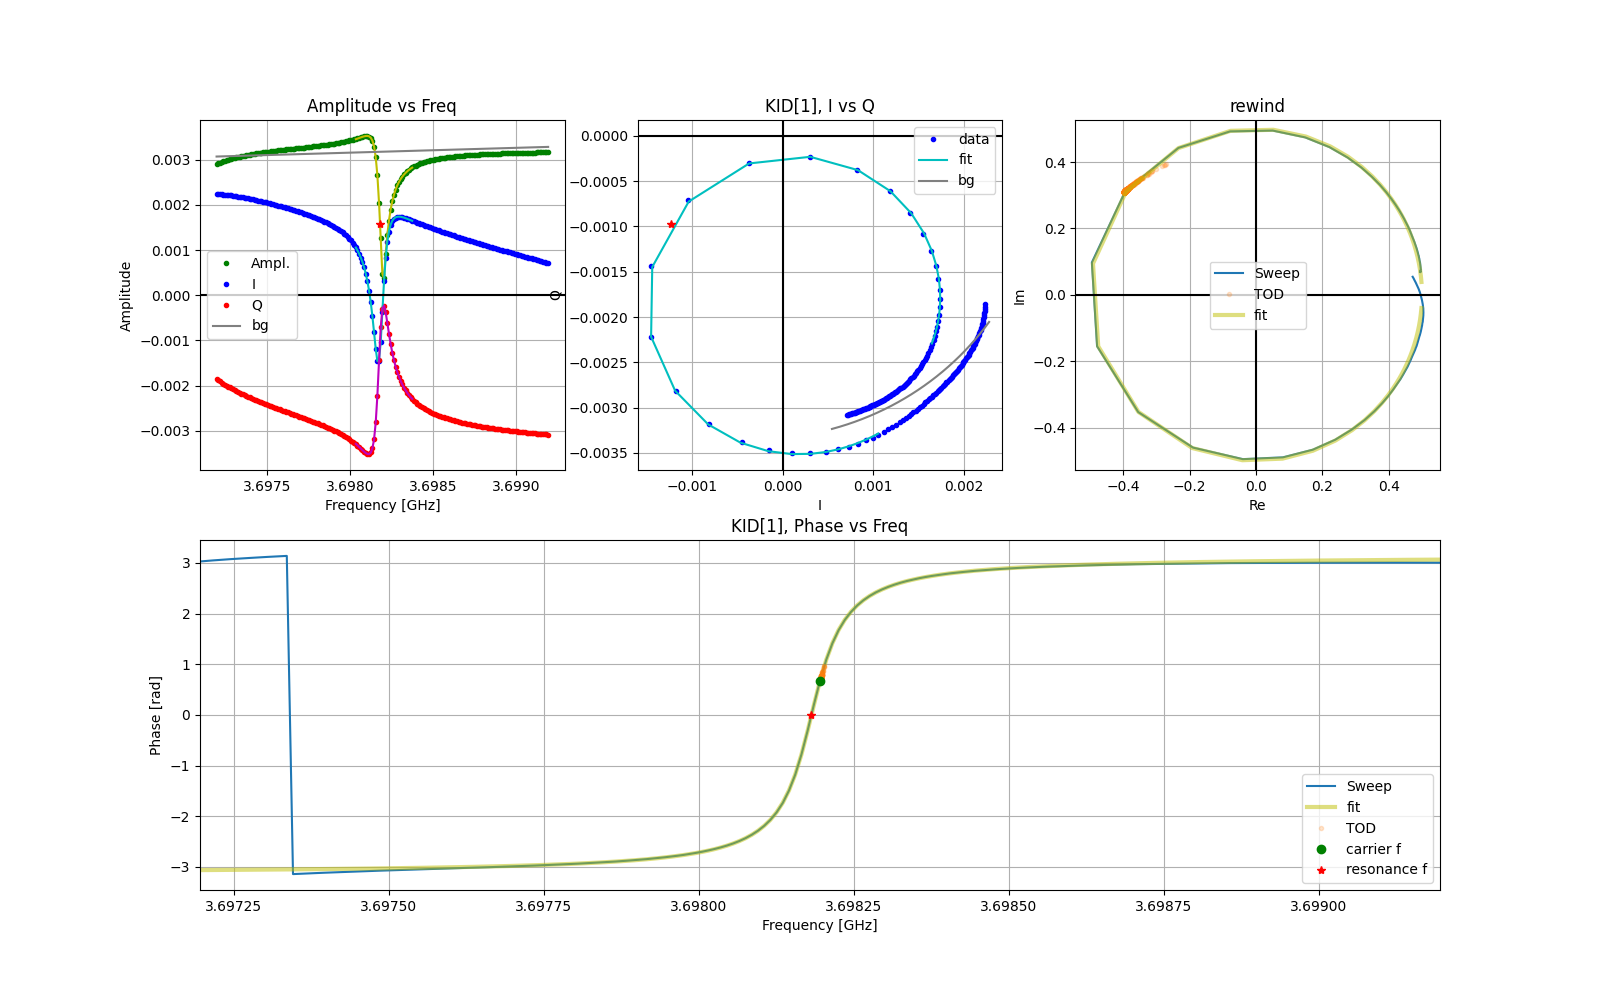 Amplitude vs Freq
Amplitude
0.003
0.002
0.001
0.000
−0.001
−0.002
−0.003
Ampl.
I
Q
bg
3.6975
3.6980
3.6985
3.6990
Frequency [GHz]
KID[1], I vs Q
Q
0.0000
−0.0005
−0.0010
−0.0015
−0.0020
−0.0025
−0.0030
−0.0035
data
fit
bg
−0.001
0.000
0.001
0.002
I
rewind
Im
0.4
0.2
0.0
−0.2
−0.4
Sweep
TOD
fit
−0.4
−0.2
0.0
0.2
0.4
Re
KID[1], Phase vs Freq
Phase [rad]
3
2
1
0
−1
−2
−3
Sweep
fit
TOD
carrier f
resonance f
3.69725
3.69750
3.69775
3.69800
3.69825
3.69850
3.69875
3.69900
Frequency [GHz]